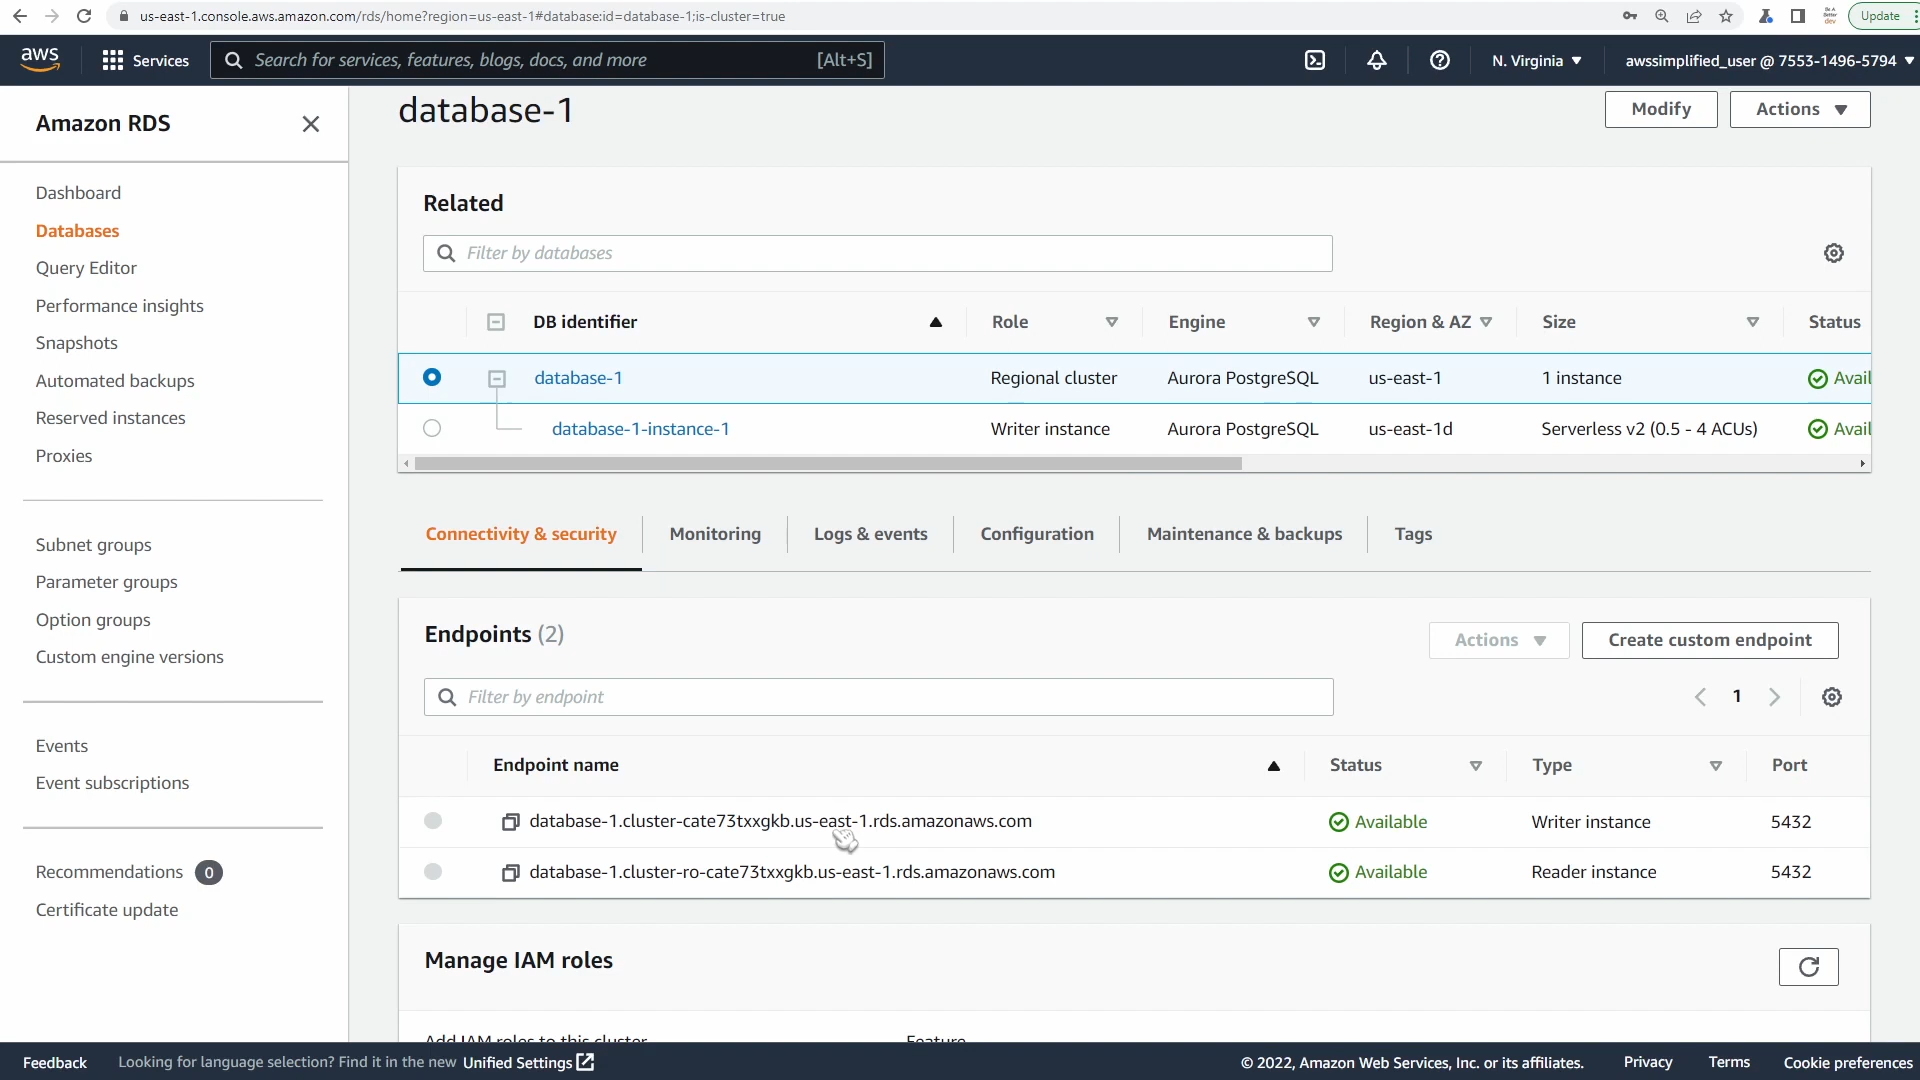 us-east-1.console.aws.amazon.com/rds/home?region=us-east-1#database:id=database-1;is-cluster=true
Update
aws
Services
Search for services, features, blogs, docs, and more
[Alt+S]
N. Virginia
awssimplified_user @ 7553-1496-5794
Amazon RDS
Dashboard
Databases
Query Editor
Performance insights
Snapshots
Automated backups
Reserved instances
Proxies
Subnet groups
Parameter groups
Option groups
Custom engine versions
Events
Event subscriptions
Recommendations 0
Certificate update
database-1
Modify
Actions
Related
Filter by databases
DB identifier Role Engine Region & AZ Size Status
database-1 Regional cluster Aurora PostgreSQL us-east-1 1 instance Avail
database-1-instance-1 Writer instance Aurora PostgreSQL us-east-1d Serverless v2 (0.5 - 4 ACUs) Avail
Connectivity & security Monitoring Logs & events Configuration Maintenance & backups Tags
Endpoints (2)
Actions
Create custom endpoint
Filter by endpoint
1
Endpoint name Status Type Port
database-1.cluster-cate73txxgkb.us-east-1.rds.amazonaws.com Available Writer instance 5432
database-1.cluster-ro-cate73txxgkb.us-east-1.rds.amazonaws.com Available Reader instance 5432
Manage IAM roles
Add IAM roles to this cluster Feature
Feedback Looking for language selection? Find it in the new Unified Settings © 2022, Amazon Web Services, Inc. or its affiliates. Privacy Terms Cookie preferences